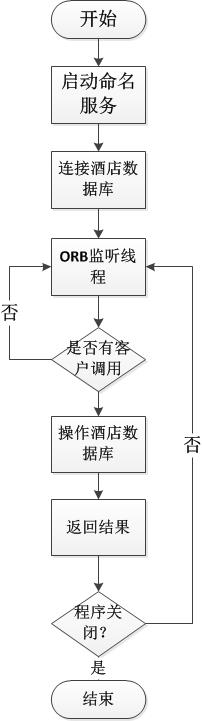 开始
启动命名
服务
连接酒店数
据库
ORB监听线
程
否
是否有客
户调用
操作酒店数
据库
否
返回结果
程序关
闭？
是
结束